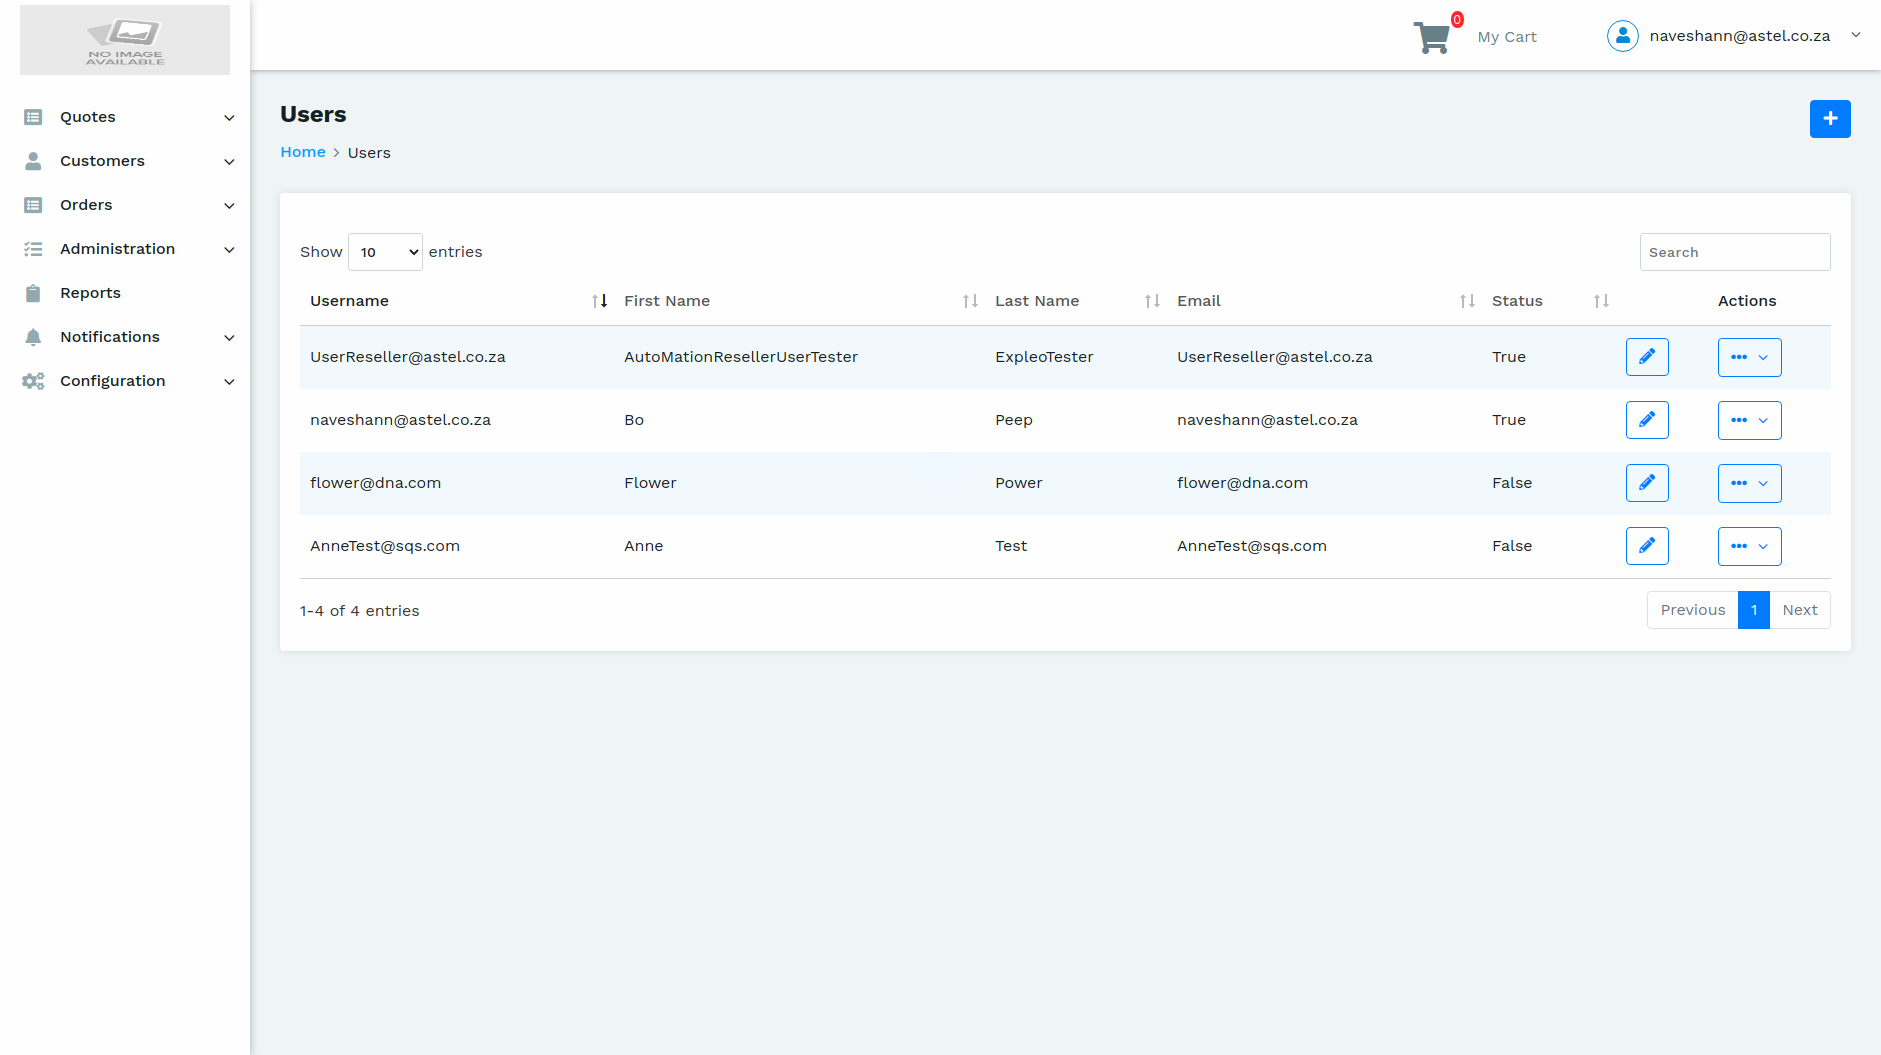 NO IMAGE
AVAILABLE
0
My Cart
naveshann@astel.co.za
Quotes
Customers
Orders
Administration
Reports
Notifications
Configuration
Users
Home > Users
Show 10 entries
Search
Username First Name Last Name Email Status Actions
UserReseller@astel.co.za AutoMationResellerUserTester ExpleoTester UserReseller@astel.co.za True
naveshann@astel.co.za Bo Peep naveshann@astel.co.za True
flower@dna.com Flower Power flower@dna.com False
AnneTest@sqs.com Anne Test AnneTest@sqs.com False
1-4 of 4 entries
Previous 1 Next